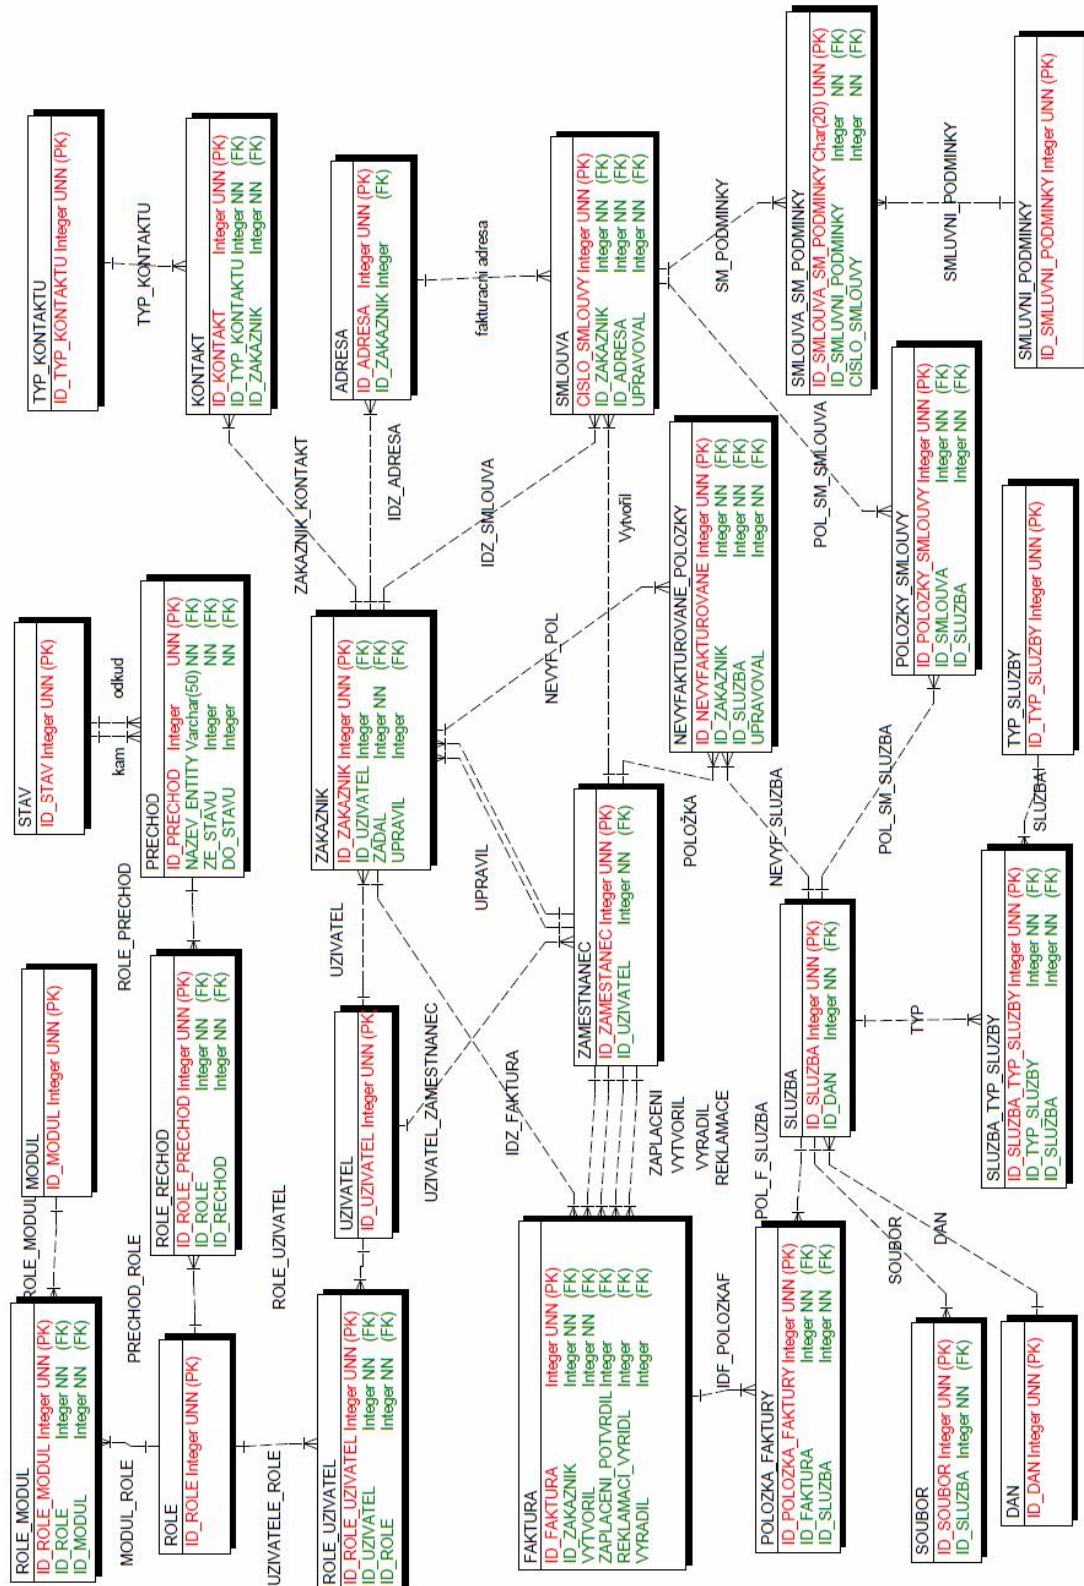 STAV
ID_STAV Integer UNN (PK)
TYP_KONTAKTU
ID_TYP_KONTAKTU Integer UNN (PK)
TYP_KONTAKTU
kam
odkud
KONTAKT
ID_KONTAKT Integer UNN (PK)
ID_TYP_KONTAKTU Integer NN (FK)
ID_ZAKAZNIK Integer NN (FK)
PRECHOD
ID_PRECHOD Integer UNN (PK)
NAZEV_ENTITY Varchar(50) NN (FK)
ZE_STAVU Integer NN (FK)
DO_STAVU Integer NN (FK)
ROLE_PRECHOD
ZAKAZNIK_KONTAKT
ADRESA
ID_ADRESA Integer UNN (PK)
ID_ZAKAZNIK Integer (FK)
IDZ_ADRESA
fakturacni adresa
IDZ_SMLOUVA
SMLOUVA
CISLO_SMLOUVY Integer UNN (PK)
ID_ZAKAZNIK Integer NN (FK)
ID_ADRESA Integer NN (FK)
UPRAVOVAL Integer NN (FK)
ZAKAZNIK
ID_ZAKAZNIK Integer UNN (PK)
ID_UZIVATEL Integer (FK)
ZADAL Integer NN (FK)
UPRAVIL Integer (FK)
NEVYF_POL
Vytvořil
SM_PODMINKY
SMLOUVA_SM_PODMINKY
ID_SMLOUVA_SM_PODMINKY Char(20) UNN (PK)
ID_SMLUVNI_PODMINKY Integer NN (FK)
CISLO_SMLOUVY Integer NN (FK)
SMLUVNI_PODMINKY
SMLUVNI_PODMINKY
ID_SMLUVNI_PODMINKY Integer UNN (PK)
NEVYFAKTUROVANE_POLOZKY
ID_NEVYFAKTUROVANE Integer UNN (PK)
ID_ZAKAZNIK Integer NN (FK)
ID_SLUZBA Integer NN (FK)
UPRAVOVAL Integer NN (FK)
POL_SM_SMLOUVA
POLOZKY_SMLOUVY
ID_POLOZKY_SMLOUVY Integer UNN (PK)
ID_SMLOUVA Integer NN (FK)
ID_SLUZBA Integer NN (FK)
MODUL
ID_MODUL Integer UNN (PK)
ROLE_MODUL
ROLE_RECHOD
ID_ROLE_PRECHOD Integer UNN (PK)
ID_ROLE Integer NN (FK)
ID_RECHOD Integer NN (FK)
PRECHOD_ROLE
UZIVATEL
UPRAVIL
POLOŽKA
UZIVATEL
ID_UZIVATEL Integer UNN (PK)
UZIVATEL_ZAMESTNANEC
IDZ_FAKTURA
ZAMESTNANEC
ID_ZAMESTANEC Integer UNN (PK)
ID_UZIVATEL Integer NN (FK)
ZAPLACENI
VYTVORIL
VYRADIL
REKLAMACE
NEVYF_SLUZBA
POL_SM_SLUZBA
TYP_SLUZBY
ID_TYP_SLUZBY Integer UNN (PK)
SLUZBA
SLUZBA
ID_SLUZBA Integer UNN (PK)
ID_DAN Integer NN (FK)
TYP
SLUZBA_TYP_SLUZBY
ID_SLUZBA_TYP_SLUZBY Integer UNN (PK)
ID_TYP_SLUZBY Integer NN (FK)
ID_SLUŽBA Integer NN (FK)
ROLE_MODUL
ID_ROLE_MODUL Integer UNN (PK)
ID_ROLE Integer NN (FK)
ID_MODUL Integer NN (FK)
MODUL_ROLE
ROLE
ID_ROLE Integer UNN (PK)
UZIVATELE_ROLE
ROLE_UZIVATEL
ROLE_UZIVATEL
ID_ROLE_UZIVATEL Integer UNN (PK)
ID_UZIVATEL Integer NN (FK)
ID_ROLE Integer NN (FK)
FAKTURA
ID_FAKTURA Integer UNN (PK)
ID_ZAKAZNIK Integer NN (FK)
VYTVORIL Integer NN (FK)
ZAPLACENI_POTVRDIL Integer (FK)
REKLAMACI_VYRIDL Integer (FK)
VYRADIL Integer (FK)
IDF_POLOZKAF
POL_F_SLUZBA
POLOZKA_FAKTURY
ID_POLOZKA_FAKTURY Integer UNN (PK)
ID_FAKTURA Integer NN (FK)
ID_SLUZBA Integer NN (FK)
SOUBOR
DAN
SOUBOR
ID_SOUBOR Integer UNN (PK)
ID_SLUZBA Integer NN (FK)
DAN
ID_DAN Integer UNN (PK)